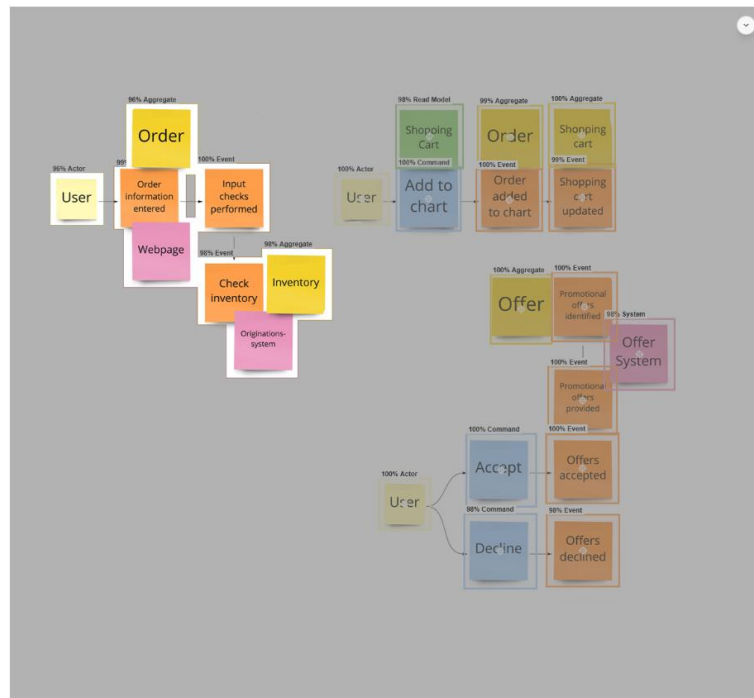 96% Aggregate
Order
96% Actor
User
99%
Order
information
entered
100% Event
Input
checks
performed
Webpage
98% Event
Check
inventory
98% Aggregate
Inventory
Originations-
system
98% Read Model
Shopping
Cart
99% Aggregate
Order
100% Aggregate
Shopping
cart
100% Actor
User
100% Command
Add to
chart
100% Event
Order
added
to chart
99% Event
Shopping
cart
updated
100% Aggregate
Offer
100% Event
Promotional
offers
identified
98% System
Offer
System
100% Event
Promotional
offers
provided
100% Actor
User
100% Command
Accept
100% Event
Offers
accepted
98% Command
Decline
98% Event
Offers
declined